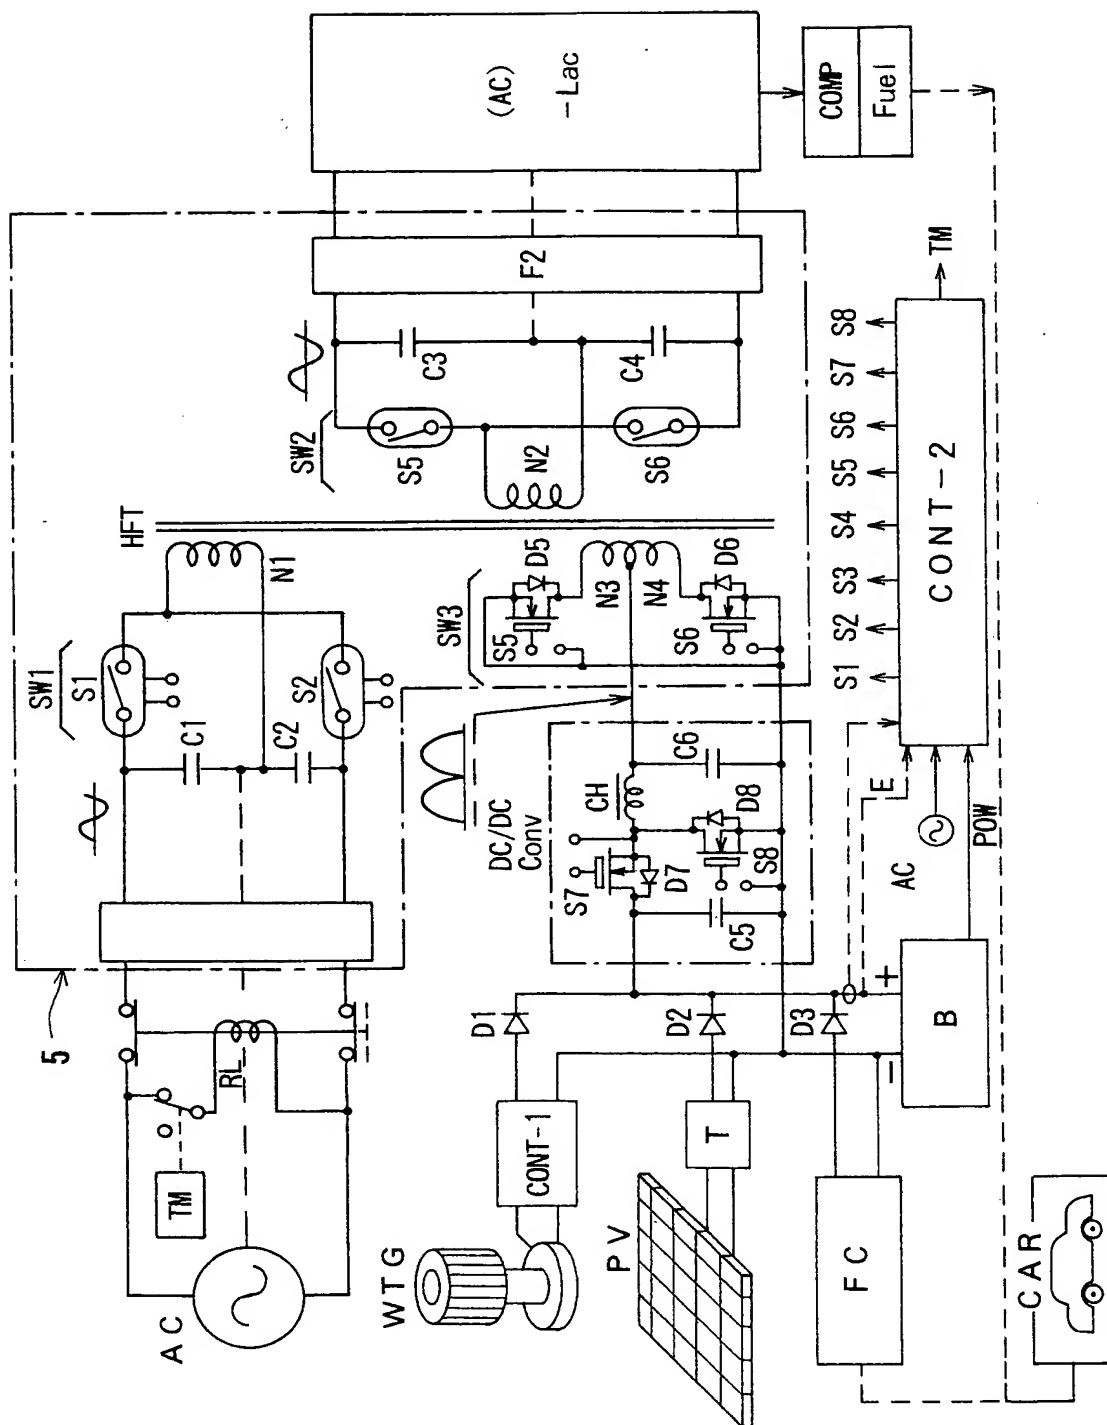 AC
TM
RL
5
SW1
S1
S2
C1
C2
N1
HFT
SW2
S5
S6
N2
C3
C4
F2
(AC)
-Lac
COMP
Fuel
WTG
CONT-1
D1
PV
T
D2
FC
D3
CAR
B
+
−
DC/DC
Conv
S7
D7
CH
S8
D8
C5
C6
SW3
S5
D5
N3
N4
S6
D6
E
AC
POW
CONT-2
S1
S2
S3
S4
S5
S6
S7
S8
TM